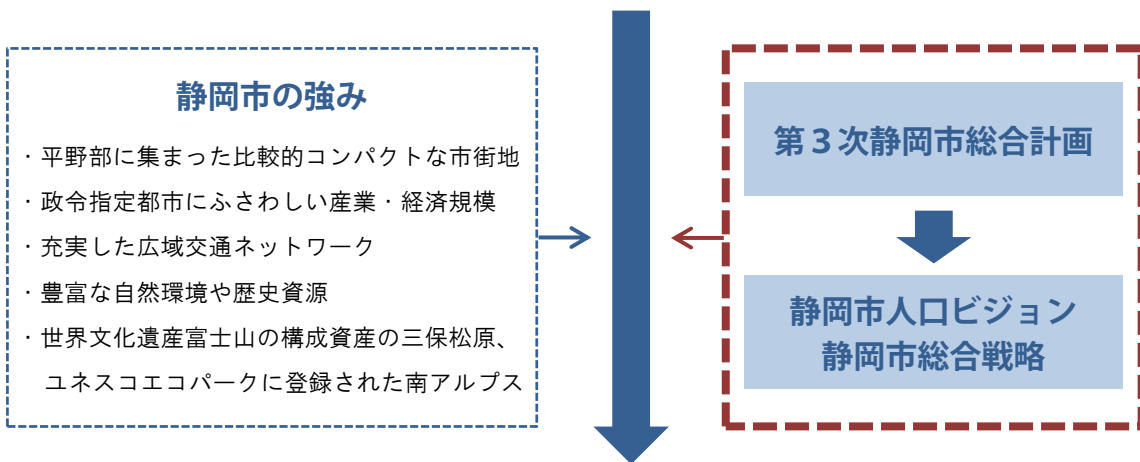 静岡市の強み
・平野部に集まった比較的コンパクトな市街地
・政令指定都市にふさわしい産業・経済規模
・充実した広域交通ネットワーク
・豊富な自然環境や歴史資源
・世界文化遺産富士山の構成資産の三保松原、
ユネスコエコパークに登録された南アルプス
第３次静岡市総合計画
静岡市人口ビジョン
静岡市総合戦略